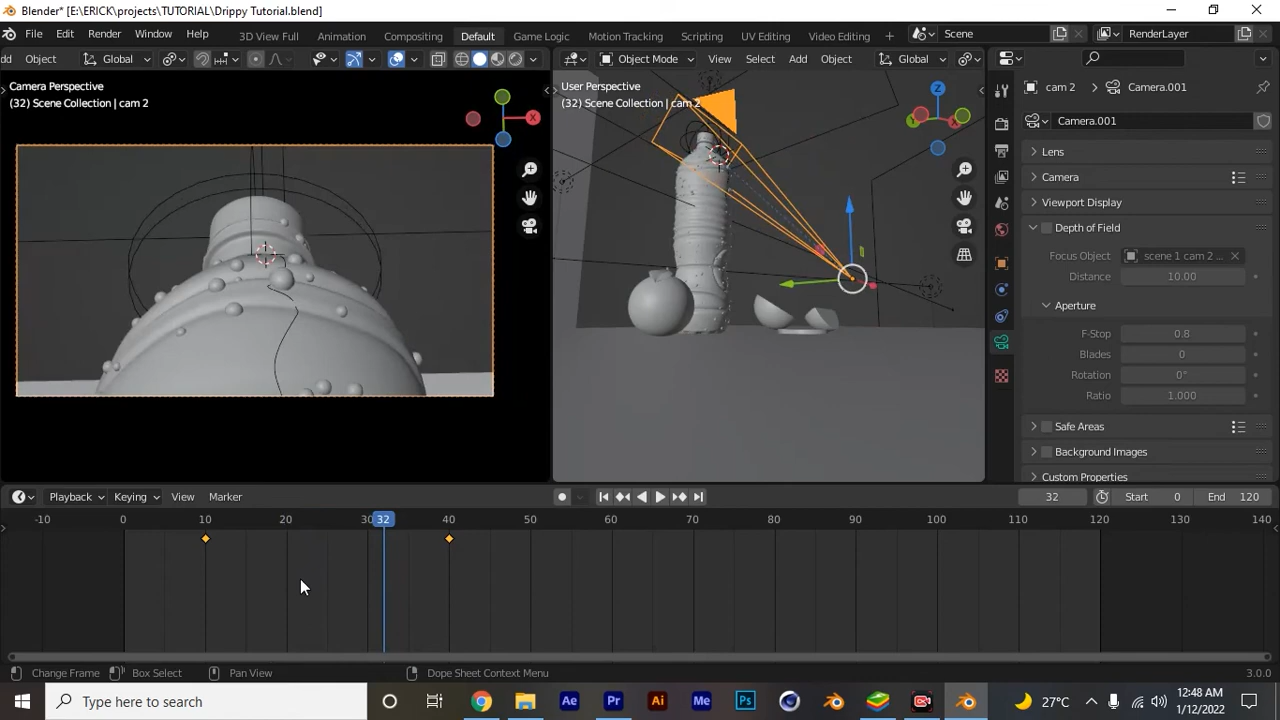 Blender* [E:\ERICK\projects\TUTORIAL\Drippy Tutorial.blend]
File Edit Render Window Help 3D View Full Animation Compositing Default Game Logic Motion Tracking Scripting UV Editing Video Editing + Scene RenderLayer
dd Object Global Object Mode View Select Add Object Global
Camera Perspective
(32) Scene Collection | cam 2
X
User Perspective
(32) Scene Collection | cam 2
Z
cam 2 Camera.001
Camera.001
Lens
Camera
Viewport Display
Depth of Field
Focus Object scene 1 cam 2 ...
Distance 10.00
Aperture
F-Stop 0.8
Blades 0
Rotation 0°
Ratio 1.000
Safe Areas
Background Images
Custom Properties
Playback Keying View Marker 32 Start 0 End 120
-10 0 10 20 30 32 40 50 60 70 80 90 100 110 120 130 140
Change Frame Box Select Pan View Dope Sheet Context Menu 3.0.0
Type here to search Ae Pr Ai Me Ps 27°C 12:48 AM
1/12/2022